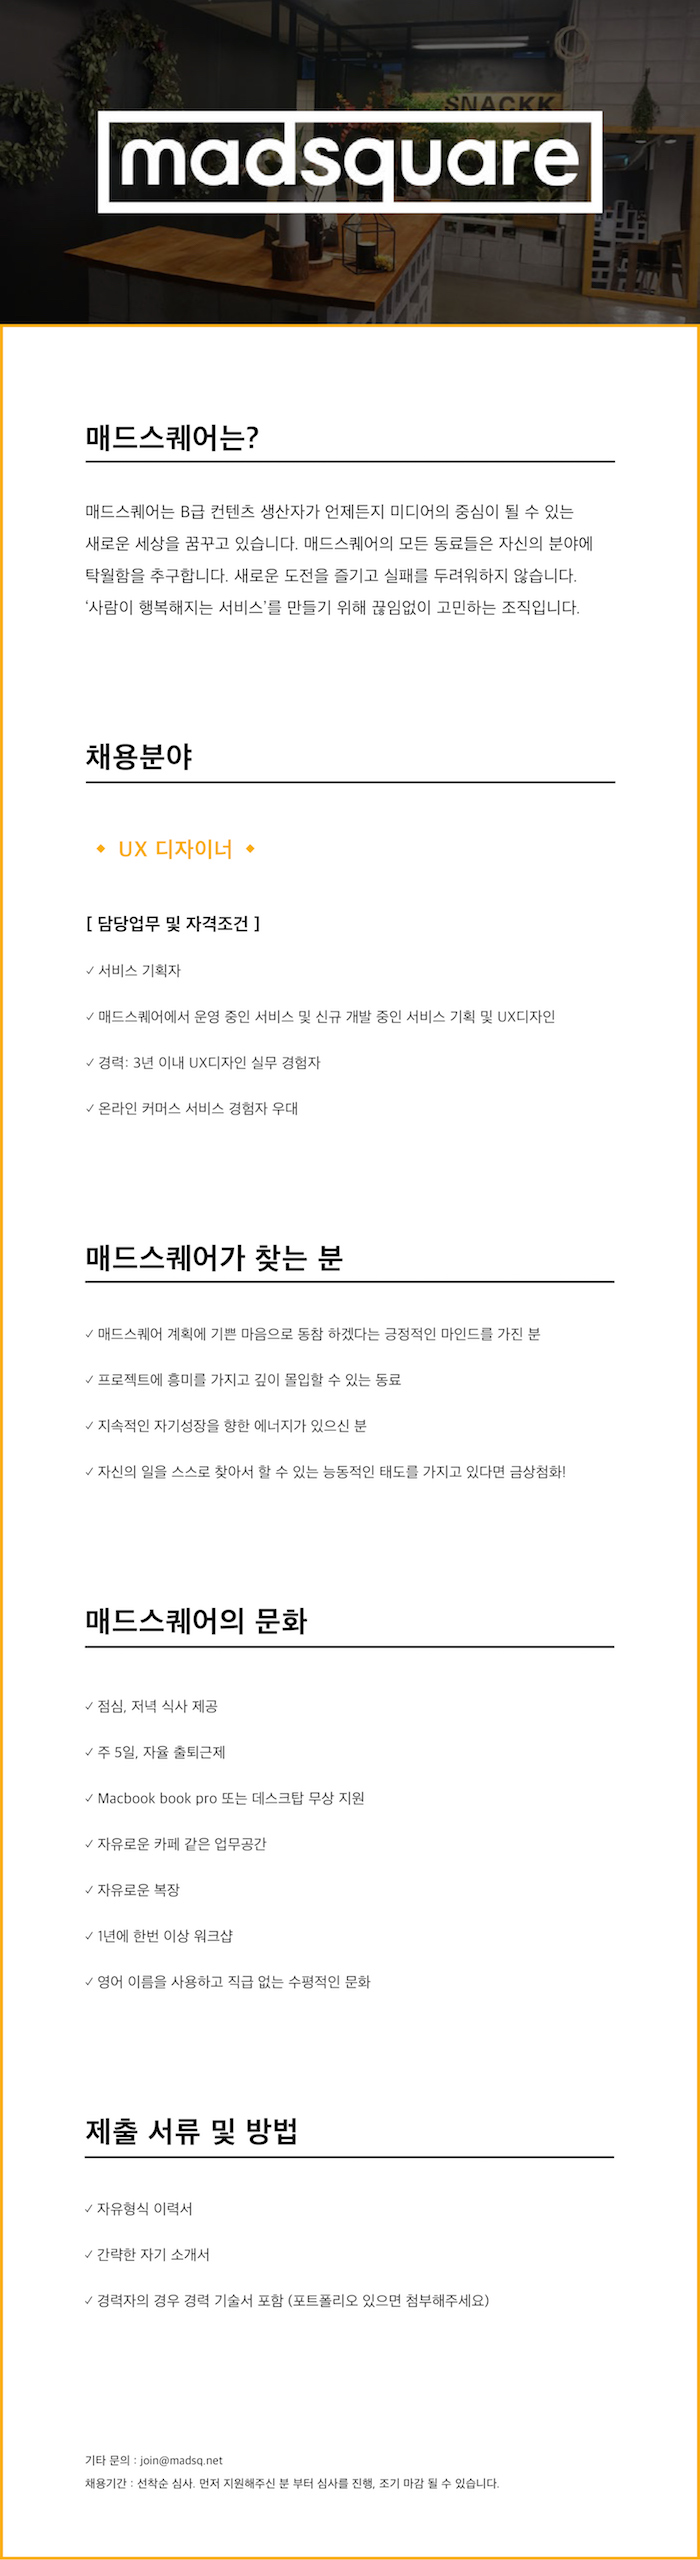 SNACKK
madsquare
매드스퀘어는?
매드스퀘어는 B급 컨텐츠 생산자가 언제든지 미디어의 중심이 될 수 있는
새로운 세상을 꿈꾸고 있습니다. 매드스퀘어의 모든 동료들은 자신의 분야에
탁월함을 추구합니다. 새로운 도전을 즐기고 실패를 두려워하지 않습니다.
‘사람이 행복해지는 서비스’를 만들기 위해 끊임없이 고민하는 조직입니다.
채용분야
◆ UX 디자이너 ◆
[ 담당업무 및 자격조건 ]
✓ 서비스 기획자
✓ 매드스퀘어에서 운영 중인 서비스 및 신규 개발 중인 서비스 기획 및 UX디자인
✓ 경력: 3년 이내 UX디자인 실무 경험자
✓ 온라인 커머스 서비스 경험자 우대
매드스퀘어가 찾는 분
✓ 매드스퀘어 계획에 기쁜 마음으로 동참 하겠다는 긍정적인 마인드를 가진 분
✓ 프로젝트에 흥미를 가지고 깊이 몰입할 수 있는 동료
✓ 지속적인 자기성장을 향한 에너지가 있으신 분
✓ 자신의 일을 스스로 찾아서 할 수 있는 능동적인 태도를 가지고 있다면 금상첨화!
매드스퀘어의 문화
✓ 점심, 저녁 식사 제공
✓ 주 5일, 자율 출퇴근제
✓ Macbook book pro 또는 데스크탑 무상 지원
✓ 자유로운 카페 같은 업무공간
✓ 자유로운 복장
✓ 1년에 한번 이상 워크샵
✓ 영어 이름을 사용하고 직급 없는 수평적인 문화
제출 서류 및 방법
✓ 자유형식 이력서
✓ 간략한 자기 소개서
✓ 경력자의 경우 경력 기술서 포함 (포트폴리오 있으면 첨부해주세요)
기타 문의 : join@madsq.net
채용기간 : 선착순 심사. 먼저 지원해주신 분 부터 심사를 진행, 조기 마감 될 수 있습니다.